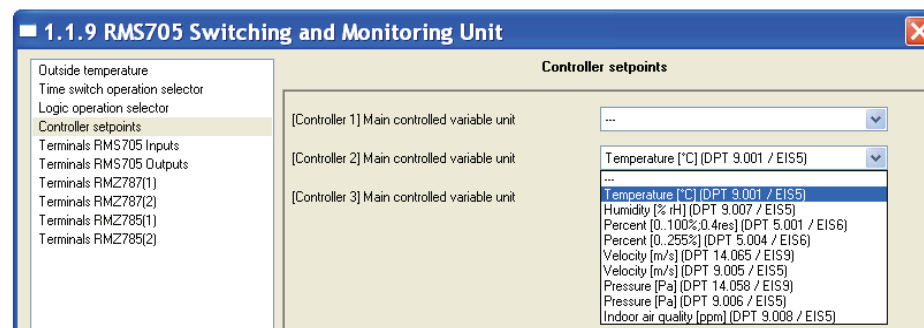 1.1.9 RMS705 Switching and Monitoring Unit
Outside temperature
Time switch operation selector
Logic operation selector
Controller setpoints
Terminals RMS705 Inputs
Terminals RMS705 Outputs
Terminals RMZ787(1)
Terminals RMZ787(2)
Terminals RMZ785(1)
Terminals RMZ785(2)
Controller setpoints
[Controller 1] Main controlled variable unit
---
[Controller 2] Main controlled variable unit
Temperature [°C] (DPT 9.001 / EIS5)
[Controller 3] Main controlled variable unit
---
Temperature [°C] (DPT 9.001 / EIS5)
Humidity [% rH] (DPT 9.007 / EIS5)
Percent [0..100%;0.4res] (DPT 5.001 / EIS6)
Percent [0..255%] (DPT 5.004 / EIS6)
Velocity [m/s] (DPT 14.065 / EIS9)
Velocity [m/s] (DPT 9.005 / EIS5)
Pressure [Pa] (DPT 14.058 / EIS9)
Pressure [Pa] (DPT 9.006 / EIS5)
Indoor air quality [ppm] (DPT 9.008 / EIS5)